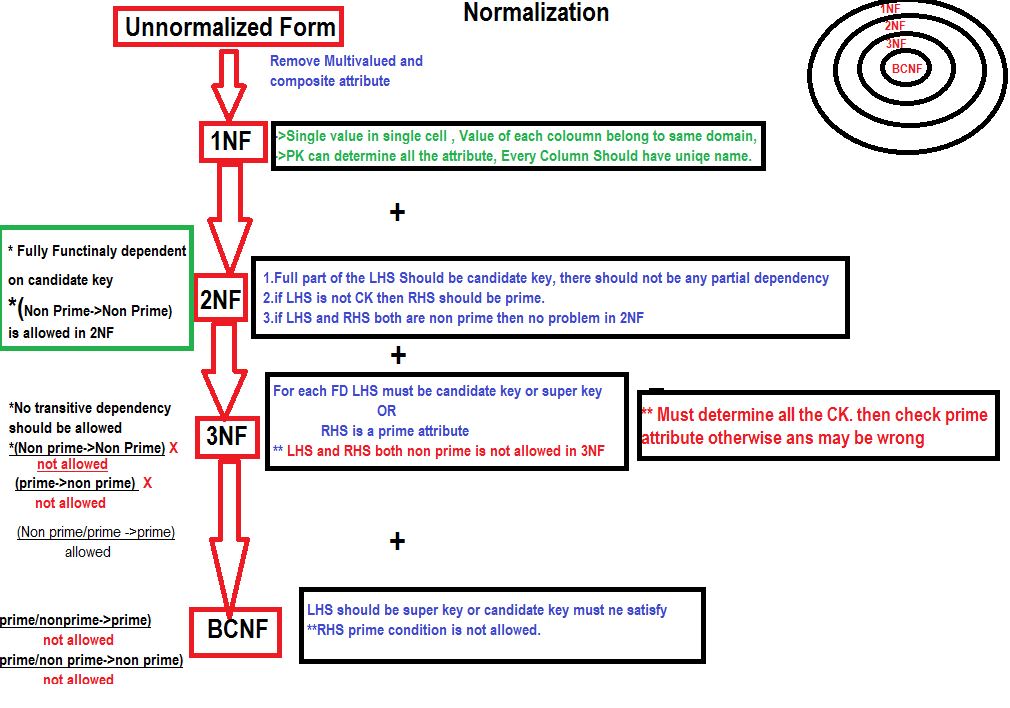 Normalization
Unnormalized Form
Remove Multivalued and
composite attribute
1NF
2NF
3NF
BCNF
1NF
->Single value in single cell , Value of each coloumn belong to same domain,
->PK can determine all the attribute, Every Column Should have uniqe name.
+
* Fully Functinaly dependent
on candidate key
*(Non Prime->Non Prime)
is allowed in 2NF
2NF
1.Full part of the LHS Should be candidate key, there should not be any partial dependency
2.if LHS is not CK then RHS should be prime.
3.if LHS and RHS both are non prime then no problem in 2NF
+
*No transitive dependency
should be allowed
*(Non prime->Non Prime) X
not allowed
(prime->non prime) X
not allowed
(Non prime/prime ->prime)
allowed
3NF
For each FD LHS must be candidate key or super key
OR
RHS is a prime attribute
** LHS and RHS both non prime is not allowed in 3NF
** Must determine all the CK. then check prime
attribute otherwise ans may be wrong
+
prime/nonprime->prime)
not allowed
prime/non prime->non prime)
not allowed
BCNF
LHS should be super key or candidate key must ne satisfy
**RHS prime condition is not allowed.